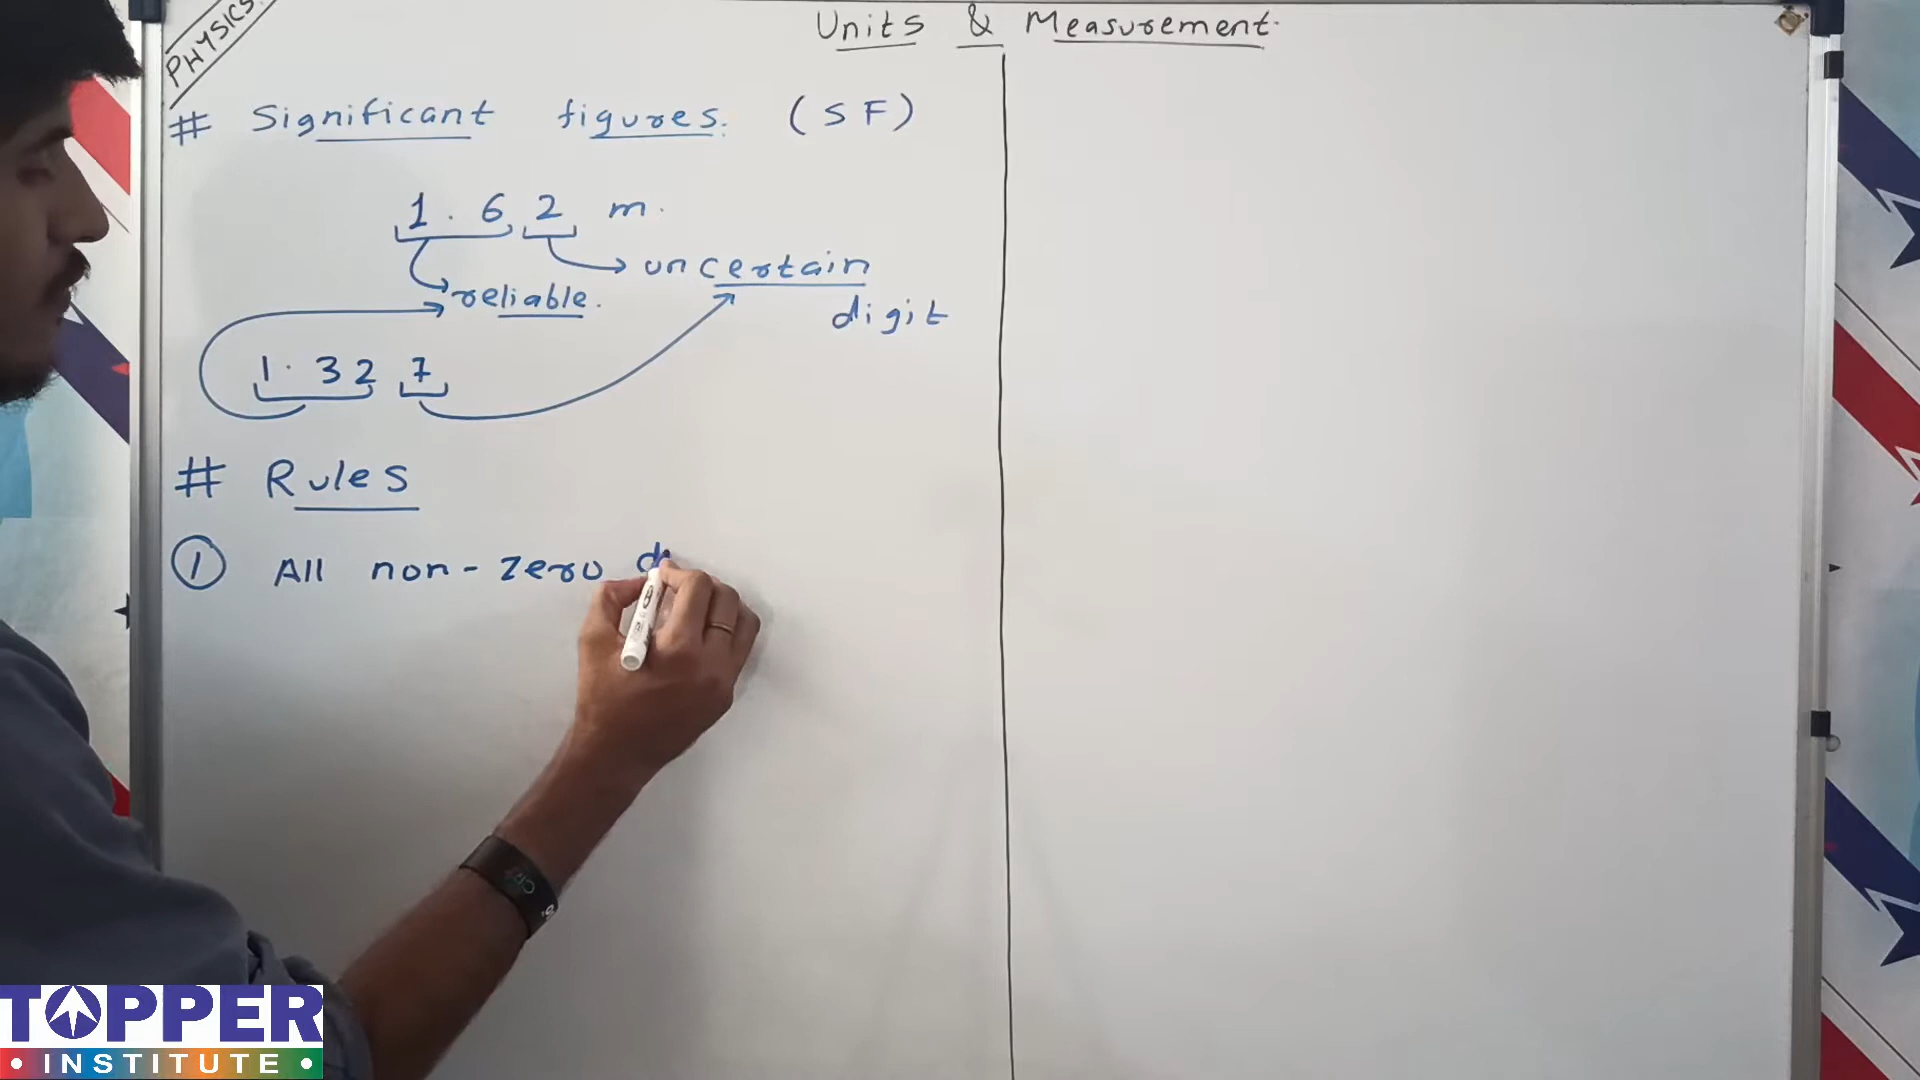 PHYSICS
Units & Measurement.
# Significant figures. (SF)
1.62 m.
uncertain
digit
reliable.
1.327
# Rules
① All non-zero d
TOPPER
• INSTITUTE •